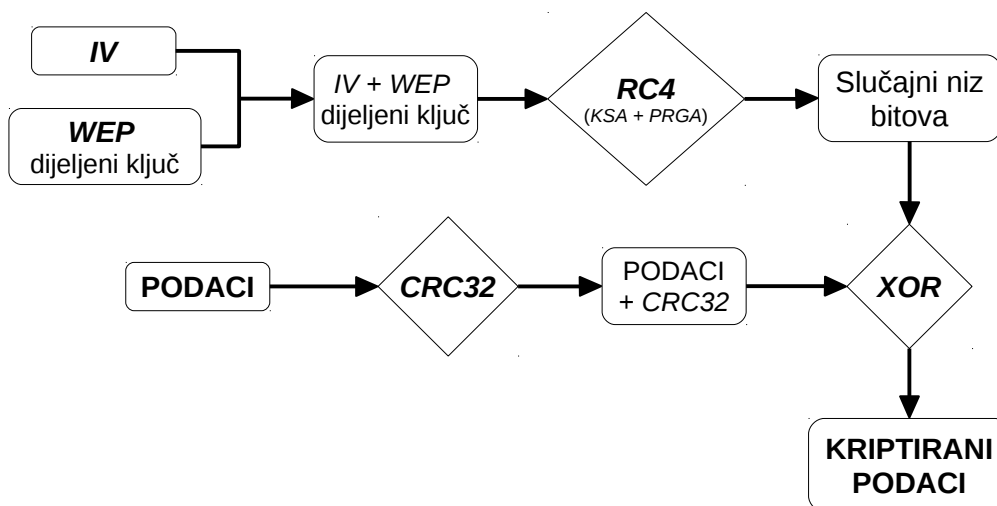 IV
WEP
dijeljeni ključ
IV + WEP
dijeljeni ključ
RC4
(KSA + PRGA)
Slučajni niz
bitova
PODACI
CRC32
PODACI
+ CRC32
XOR
KRIPTIRANI
PODACI